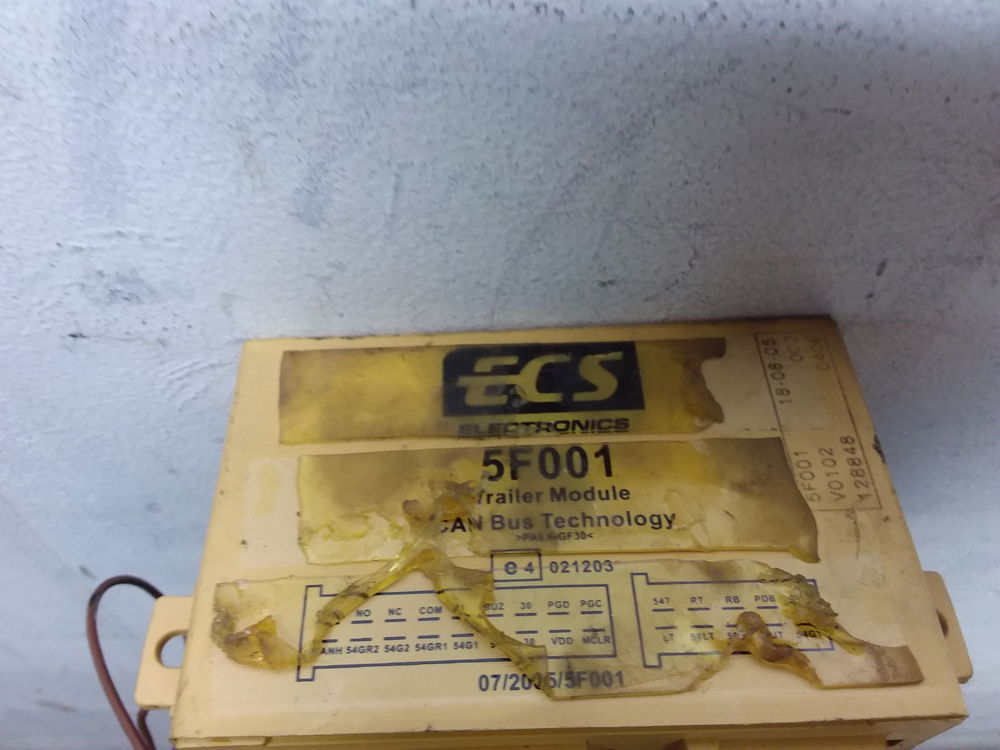 ECS
ELECTRONICS
5F001
Trailer Module
CAN Bus Technology
e4 021203
NO NC COM BUZ 30 PGD PGC
ANH 54GR2 54G2 54GR1 54G1 30 VDD MCLR
54T RT RB PDB
LT 54G1
07/2005/5F001
18-08-05
5F001
V0102
128848